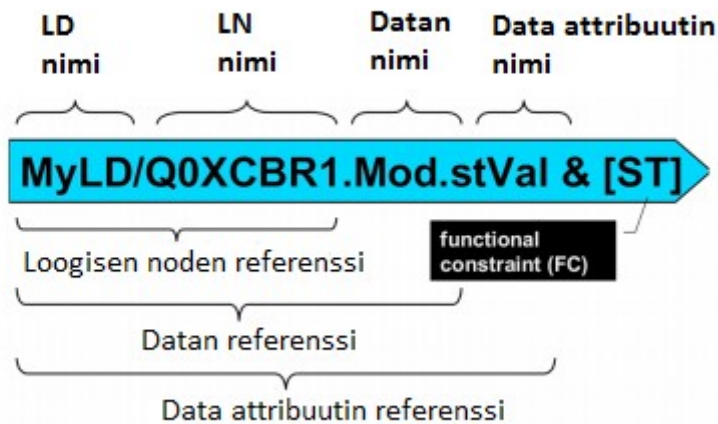 LD nimi
LN nimi
Datan nimi
Data attribuutin nimi
MyLD/Q0XCBR1.Mod.stVal & [ST]
functional
constraint (FC)
Loogisen noden referenssi
Datan referenssi
Data attribuutin referenssi